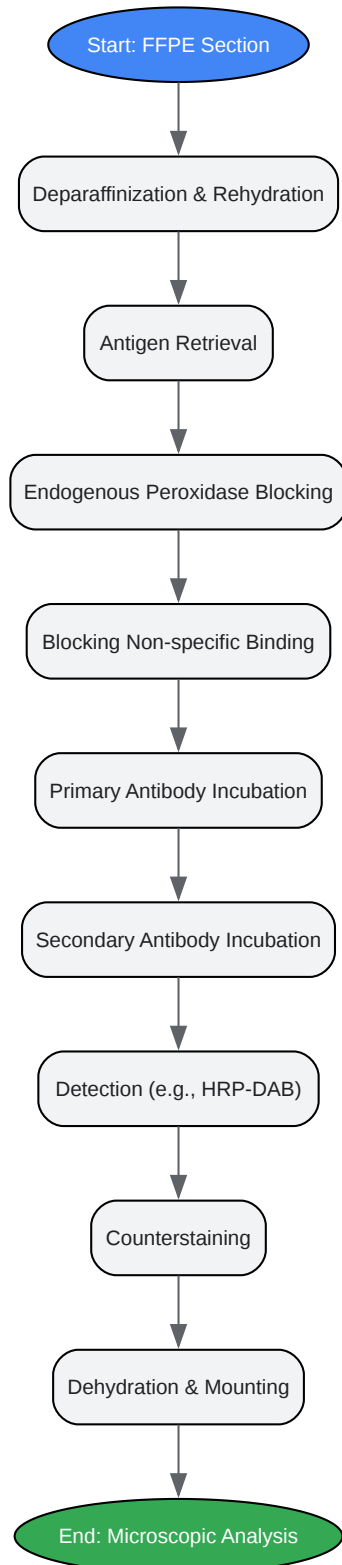 Start: FFPE Section
Deparaffinization & Rehydration
Antigen Retrieval
Endogenous Peroxidase Blocking
Blocking Non-specific Binding
Primary Antibody Incubation
Secondary Antibody Incubation
Detection (e.g., HRP-DAB)
Counterstaining
Dehydration & Mounting
End: Microscopic Analysis